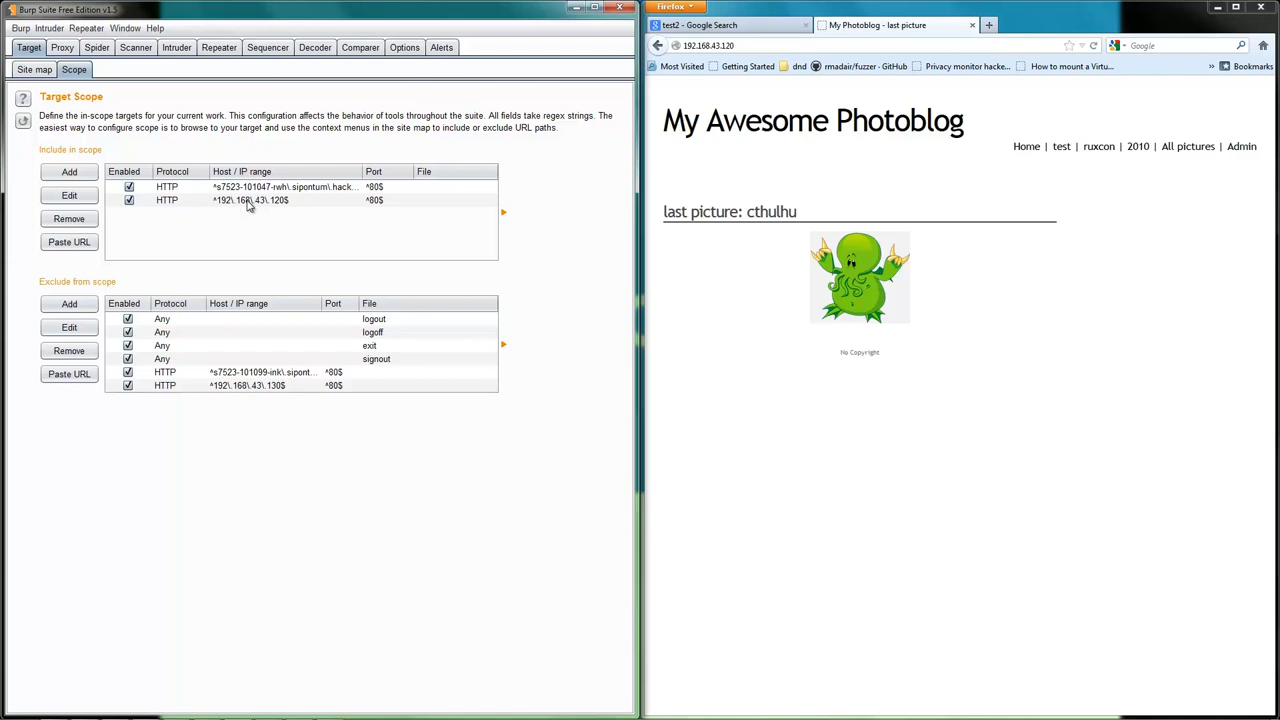 Burp Suite Free Edition v1.5
Burp Intruder Repeater Window Help
Target Proxy Spider Scanner Intruder Repeater Sequencer Decoder Comparer Options Alerts
Site map Scope
?
Target Scope
Define the in-scope targets for your current work. This configuration affects the behavior of tools throughout the suite. All fields take regex strings. The
easiest way to configure scope is to browse to your target and use the context menus in the site map to include or exclude URL paths.
Include in scope
Add
Edit
Remove
Paste URL
Enabled Protocol Host / IP range Port File
HTTP ^s7523-101047-rwh\.sipontum\.hack... ^80$
HTTP ^192\.168\.43\.120$ ^80$
Exclude from scope
Add
Edit
Remove
Paste URL
Enabled Protocol Host / IP range Port File
Any logout
Any logoff
Any exit
Any signout
HTTP ^s7523-101099-ink\.sipont... ^80$
HTTP ^192\.168\.43\.130$ ^80$
Firefox
test2 - Google Search
My Photoblog - last picture
192.168.43.120
Google
Most Visited Getting Started dnd rmadair/fuzzer · GitHub Privacy monitor hacke... How to mount a Virtu... » Bookmarks
My Awesome Photoblog
Home | test | ruxcon | 2010 | All pictures | Admin
last picture: cthulhu
No Copyright